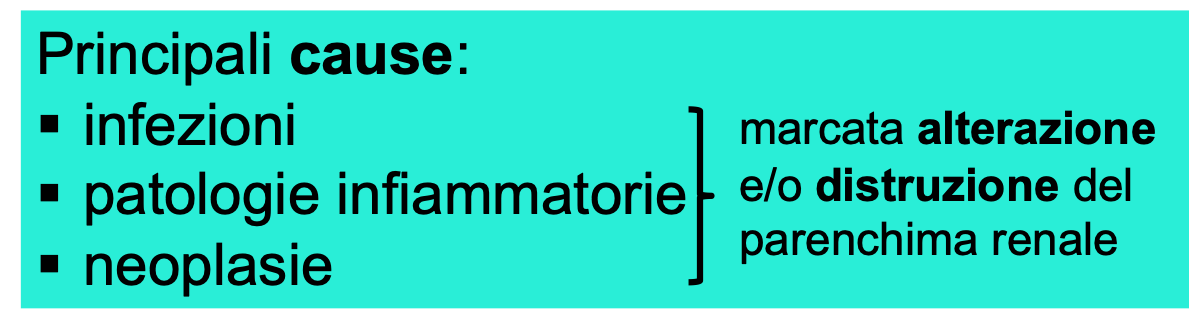 Principali cause:
▪ infezioni
▪ patologie infiammatorie
▪ neoplasie
marcata alterazione
e/o distruzione del
parenchima renale